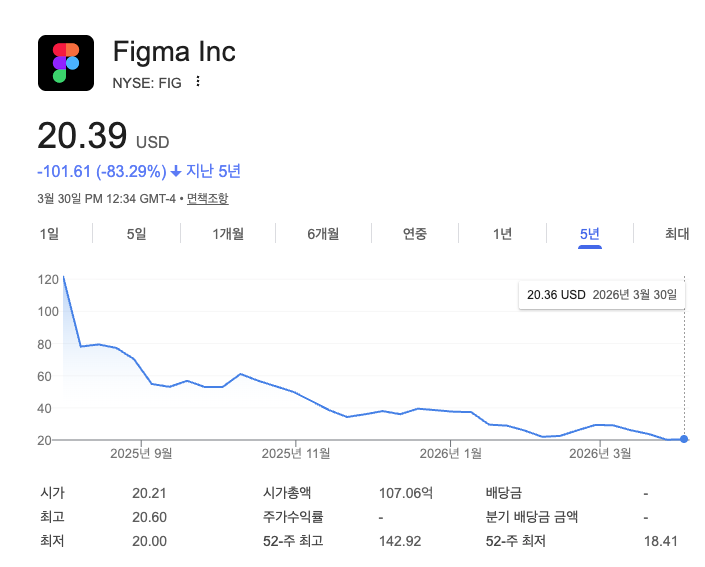 Figma Inc
NYSE: FIG
20.39 USD
-101.61 (-83.29%) 지난 5년
3월 30일 PM 12:34 GMT-4 • 면책조항
1일 5일 1개월 6개월 연중 1년 5년 최대
20.36 USD 2026년 3월 30일
120
100
80
60
40
20
2025년 9월 2025년 11월 2026년 1월 2026년 3월
시가 20.21 시가총액 107.06억 배당금 -
최고 20.60 주가수익률 - 분기 배당금 금액 -
최저 20.00 52-주 최고 142.92 52-주 최저 18.41